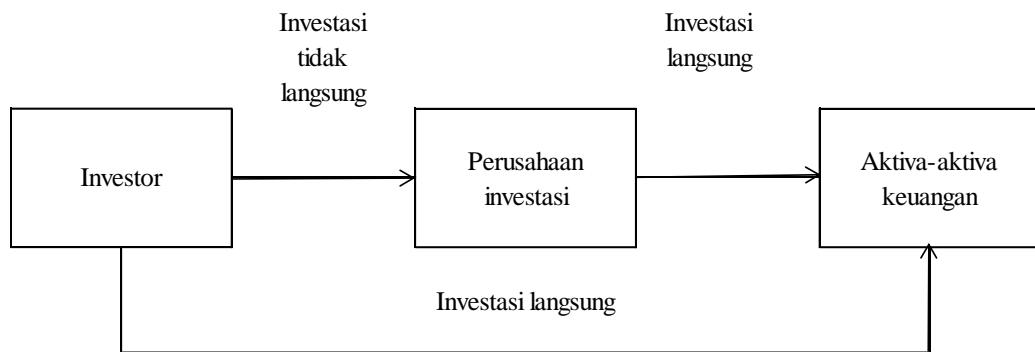 Investasi
tidak
langsung
Investasi
langsung
Investor
Perusahaan
investasi
Aktiva-aktiva
keuangan
Investasi langsung